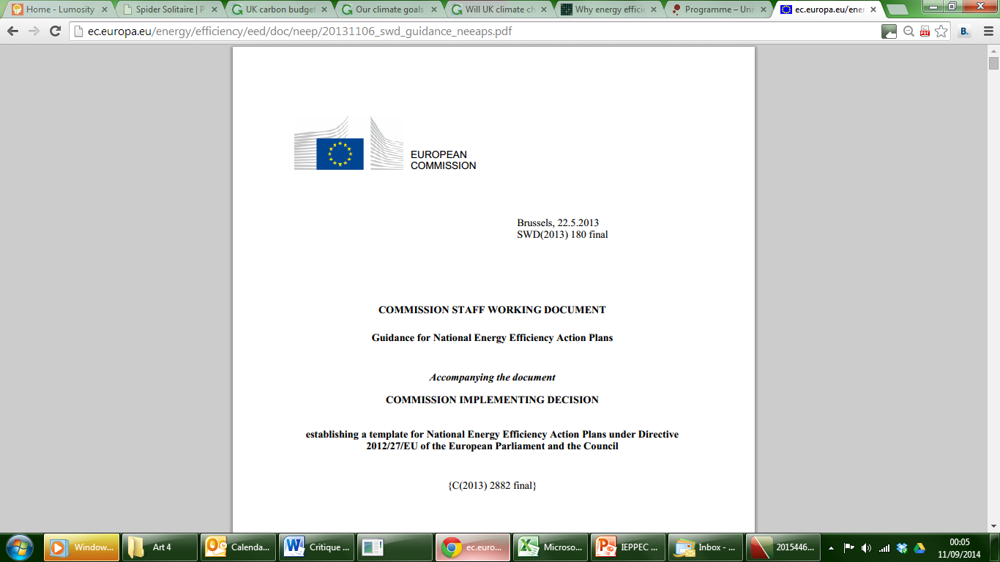 Home - Lumosity
Spider Solitaire | P
UK carbon budge
Our climate goals
Will UK climate ch
Why energy effici
Programme – Uni
ec.europa.eu/ener
ec.europa.eu/energy/efficiency/eed/doc/neep/20131106_swd_guidance_neeaps.pdf
PDF
B.
EUROPEAN
COMMISSION
Brussels, 22.5.2013
SWD(2013) 180 final
COMMISSION STAFF WORKING DOCUMENT
Guidance for National Energy Efficiency Action Plans
Accompanying the document
COMMISSION IMPLEMENTING DECISION
establishing a template for National Energy Efficiency Action Plans under Directive
2012/27/EU of the European Parliament and the Council
{C(2013) 2882 final}
Window...
Art 4
Calenda...
Critique ...
ec.euro...
Microso...
IEPPEC ...
Inbox - ...
2015446...
00:05
11/09/2014